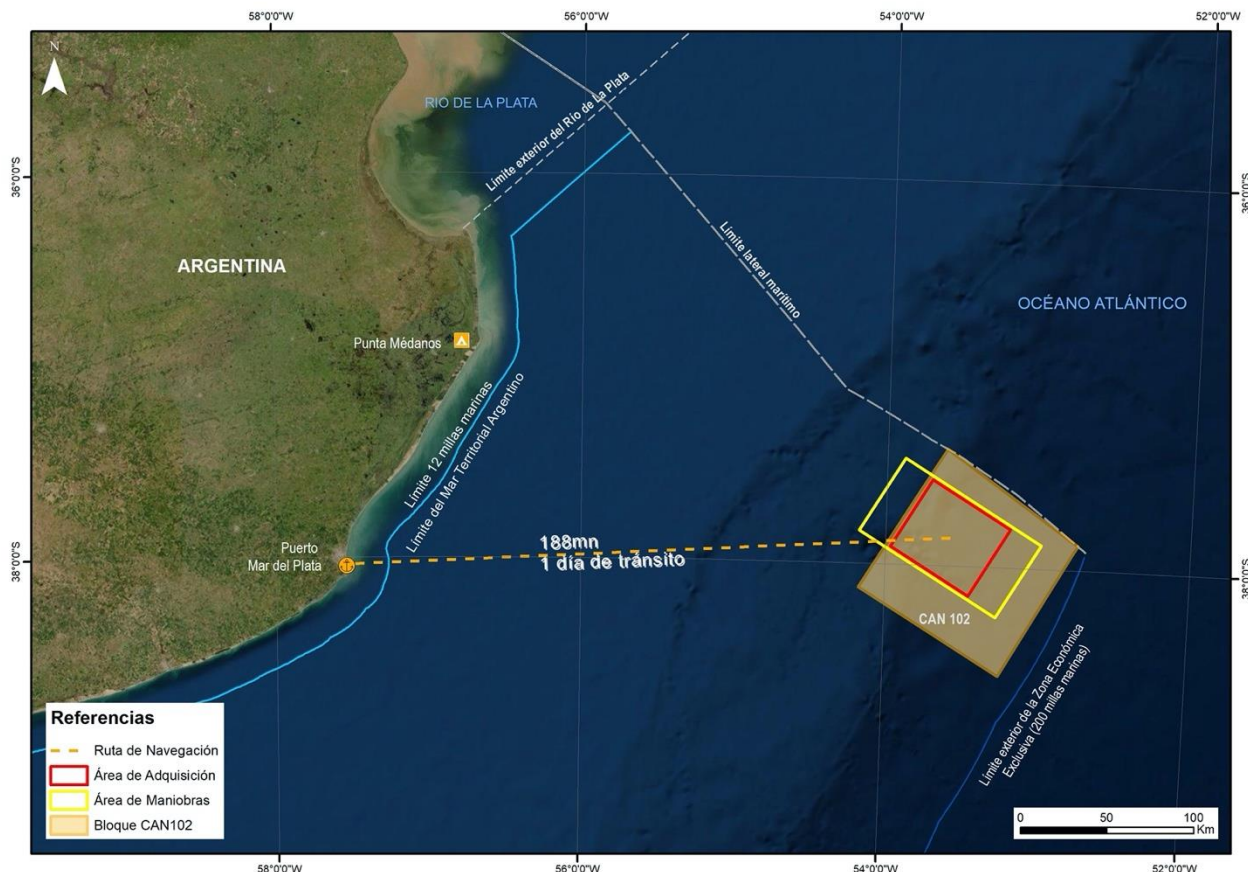 58°0'0"W
56°0'0"W
54°0'0"W
52°0'0"W
N
RIO DE LA PLATA
Límite exterior del Río de La Plata
36°0'0"S
36°0'0"S
ARGENTINA
Límite lateral marítimo
OCÉANO ATLÁNTICO
Punta Médanos
Límite 12 millas marinas
Límite del Mar Territorial Argentino
Puerto
Mar del Plata
188mn
1 día de tránsito
38°0'0"S
38°0'0"S
CAN 102
Límite exterior de la Zona Económica
Exclusiva (200 millas marinas)
Referencias
Ruta de Navegación
Área de Adquisición
Área de Maniobras
Bloque CAN102
0 50 100
Km
58°0'0"W
56°0'0"W
54°0'0"W
52°0'0"W